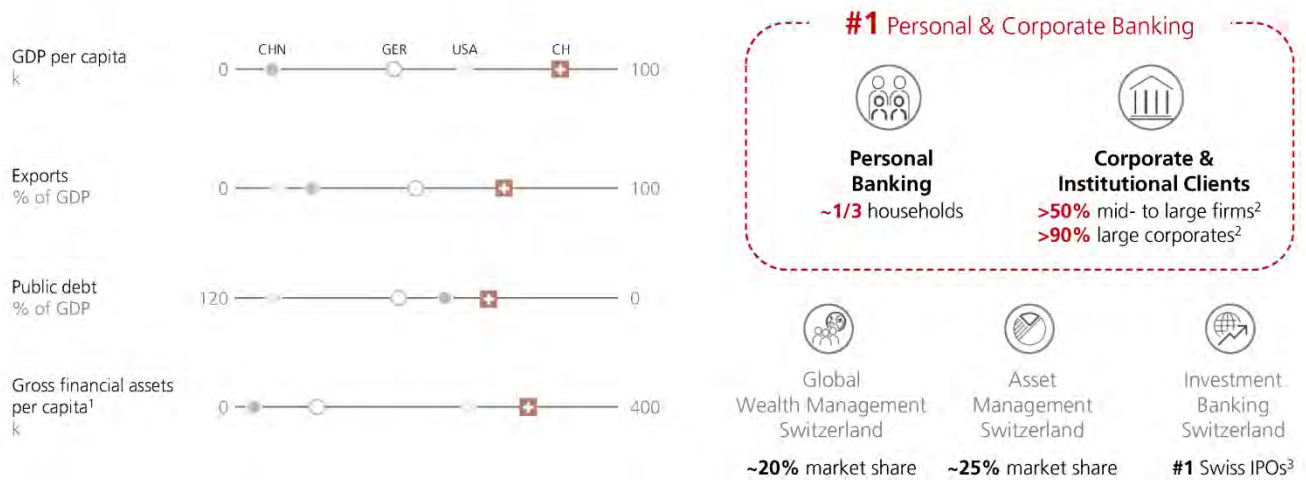 GDP per capita
k
CHN
GER
USA
CH
0
100
Exports
% of GDP
0
100
Public debt
% of GDP
120
0
Gross financial assets
per capita1
k
0
400
#1 Personal & Corporate Banking
Personal
Banking
~1/3 households
Corporate &
Institutional Clients
>50% mid- to large firms2
>90% large corporates2
Global
Wealth Management
Switzerland
~20% market share
Asset
Management
Switzerland
~25% market share
Investment
Banking
Switzerland
#1 Swiss IPOs3